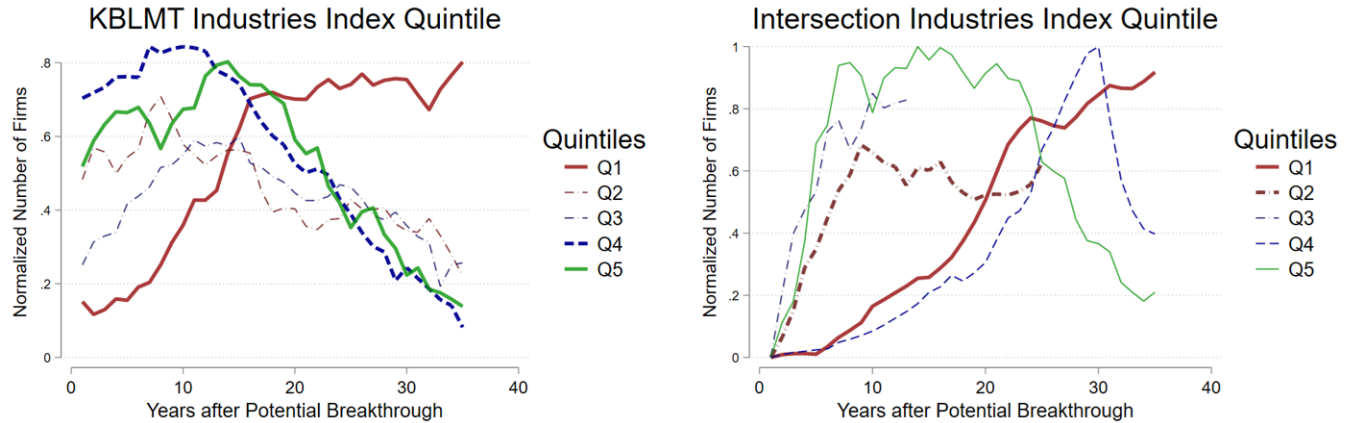 KBLMT Industries Index Quintile
Normalized Number of Firms
.8
.6
.4
.2
0
0 10 20 30 40
Years after Potential Breakthrough
Quintiles
Q1
Q2
Q3
Q4
Q5
Intersection Industries Index Quintile
Normalized Number of Firms
1
.8
.6
.4
.2
0
0 10 20 30 40
Years after Potential Breakthrough
Quintiles
Q1
Q2
Q3
Q4
Q5